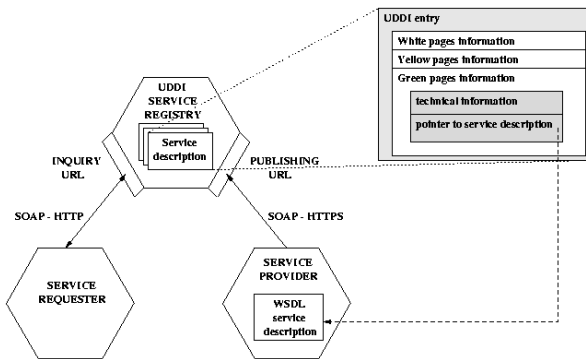 UDDI
SERVICE
REGISTRY
Service
description
INQUIRY
URL
PUBLISHING
URL
SOAP - HTTP
SOAP - HTTPS
SERVICE
REQUESTER
SERVICE
PROVIDER
WSDL
service
description
UDDI entry
White pages information
Yellow pages information
Green pages information
technical information
pointer to service description